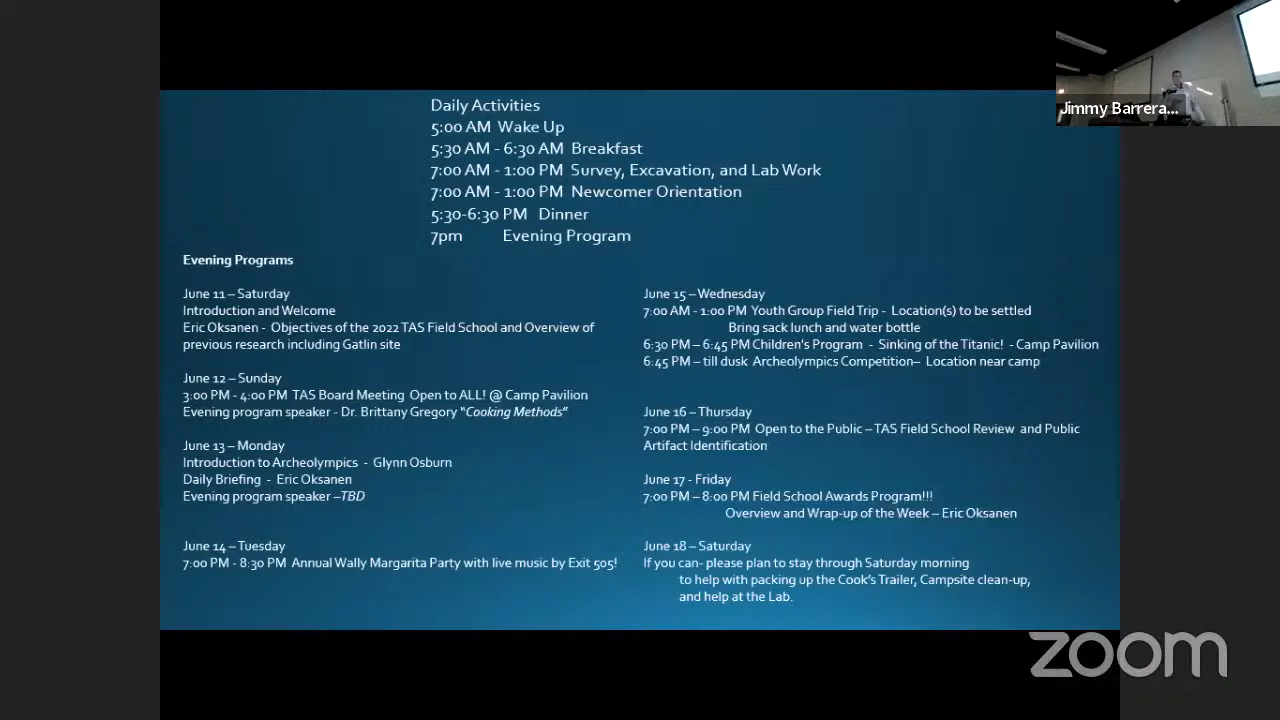 Daily Activities
5:00 AM Wake Up
5:30 AM - 6:30 AM Breakfast
7:00 AM - 1:00 PM Survey, Excavation, and Lab Work
7:00 AM - 1:00 PM Newcomer Orientation
5:30-6:30 PM Dinner
7pm Evening Program
Evening Programs
June 11 – Saturday
Introduction and Welcome
Eric Oksanen - Objectives of the 2022 TAS Field School and Overview of
previous research including Gatlin site
June 12 – Sunday
3:00 PM - 4:00 PM TAS Board Meeting Open to ALL! @ Camp Pavilion
Evening program speaker - Dr. Brittany Gregory "Cooking Methods"
June 13 – Monday
Introduction to Archeolympics - Glynn Osburn
Daily Briefing - Eric Oksanen
Evening program speaker –TBD
June 14 – Tuesday
7:00 PM - 8:30 PM Annual Wally Margarita Party with live music by Exit 505!
June 15 – Wednesday
7:00 AM - 1:00 PM Youth Group Field Trip - Location(s) to be settled
Bring sack lunch and water bottle
6:30 PM – 6:45 PM Children's Program - Sinking of the Titanic! - Camp Pavilion
6:45 PM – till dusk Archeolympics Competition– Location near camp
June 16 – Thursday
7:00 PM – 9:00 PM Open to the Public – TAS Field School Review and Public
Artifact Identification
June 17 - Friday
7:00 PM – 8:00 PM Field School Awards Program!!!
Overview and Wrap-up of the Week – Eric Oksanen
June 18 – Saturday
If you can- please plan to stay through Saturday morning
to help with packing up the Cook's Trailer, Campsite clean-up,
and help at the Lab.
Jimmy Barrera...
zoom